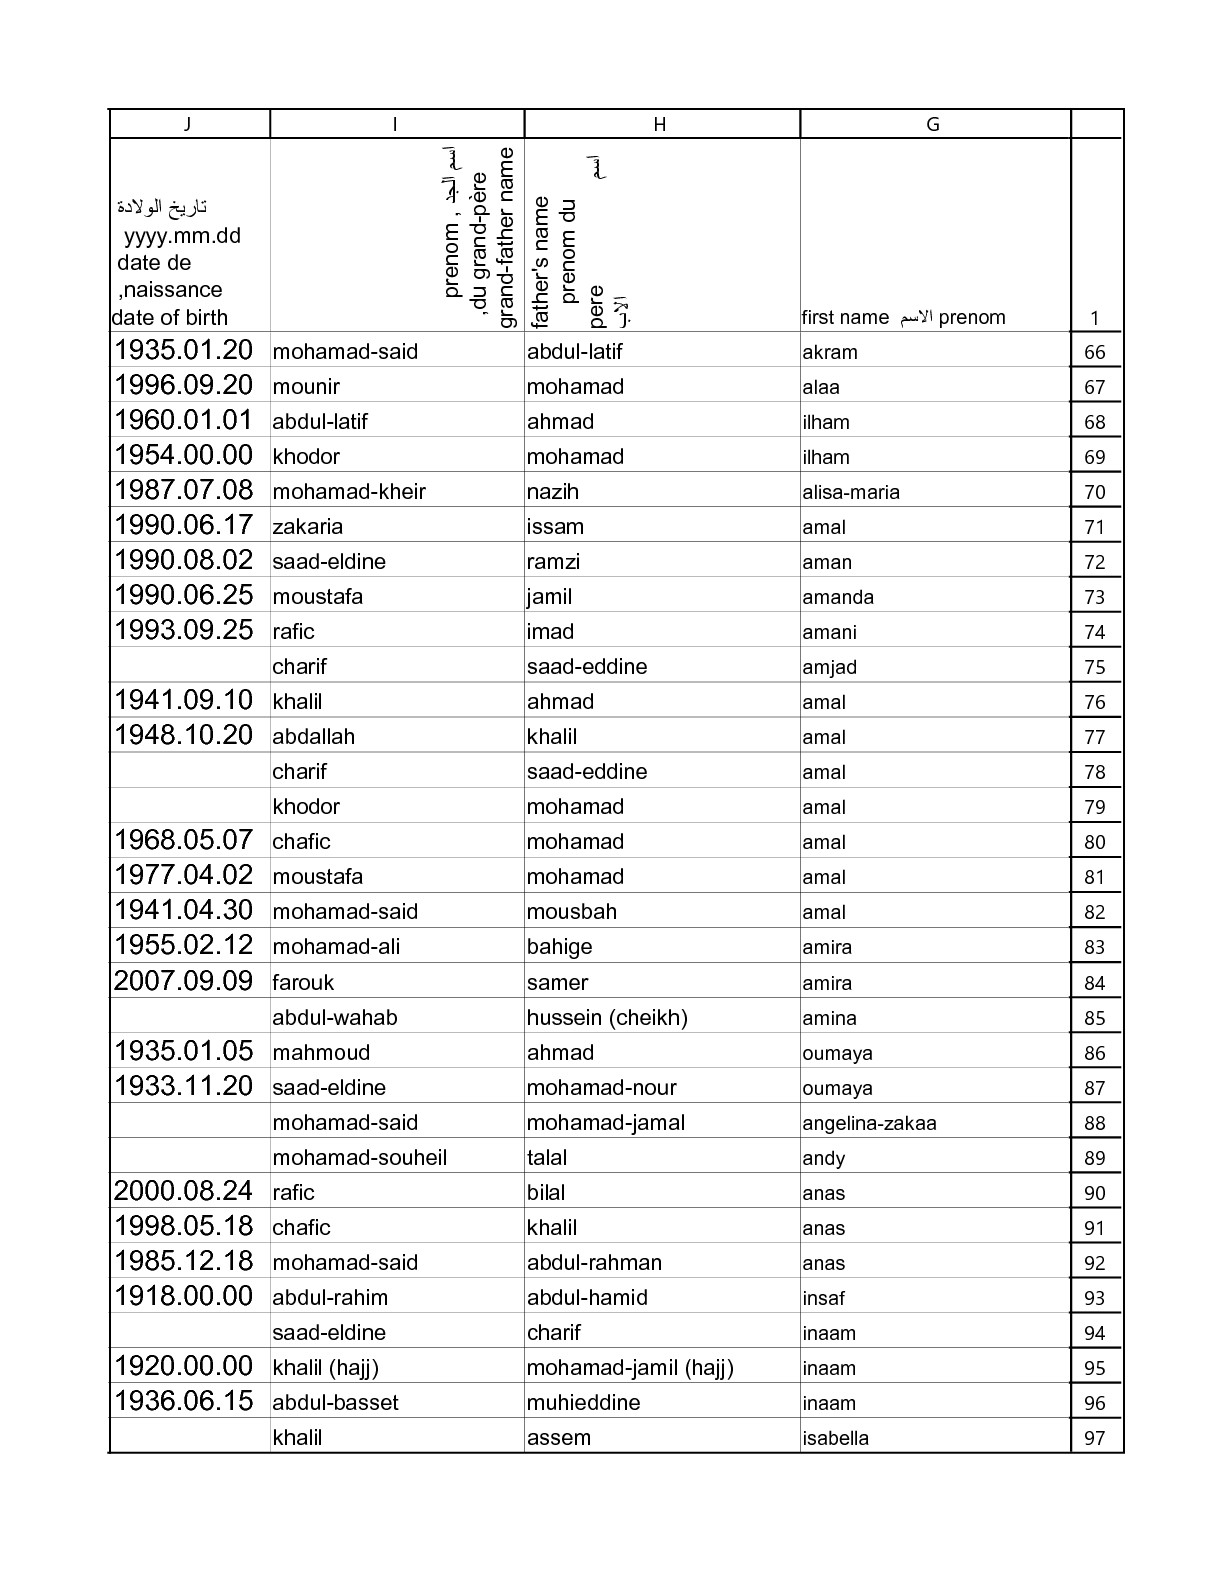 J I H G
تاريخ الولادة
yyyy.mm.dd
date de
,naissance
date of birth
prenom , اسم الجد
,du grand-père
grand-father name
father's name
prenom du
pere اسم
الاب
first name الاسم prenom 1
1935.01.20 mohamad-said abdul-latif akram 66
1996.09.20 mounir mohamad alaa 67
1960.01.01 abdul-latif ahmad ilham 68
1954.00.00 khodor mohamad ilham 69
1987.07.08 mohamad-kheir nazih alisa-maria 70
1990.06.17 zakaria issam amal 71
1990.08.02 saad-eldine ramzi aman 72
1990.06.25 moustafa jamil amanda 73
1993.09.25 rafic imad amani 74
charif saad-eddine amjad 75
1941.09.10 khalil ahmad amal 76
1948.10.20 abdallah khalil amal 77
charif saad-eddine amal 78
khodor mohamad amal 79
1968.05.07 chafic mohamad amal 80
1977.04.02 moustafa mohamad amal 81
1941.04.30 mohamad-said mousbah amal 82
1955.02.12 mohamad-ali bahige amira 83
2007.09.09 farouk samer amira 84
abdul-wahab hussein (cheikh) amina 85
1935.01.05 mahmoud ahmad oumaya 86
1933.11.20 saad-eldine mohamad-nour oumaya 87
mohamad-said mohamad-jamal angelina-zakaa 88
mohamad-souheil talal andy 89
2000.08.24 rafic bilal anas 90
1998.05.18 chafic khalil anas 91
1985.12.18 mohamad-said abdul-rahman anas 92
1918.00.00 abdul-rahim abdul-hamid insaf 93
saad-eldine charif inaam 94
1920.00.00 khalil (hajj) mohamad-jamil (hajj) inaam 95
1936.06.15 abdul-basset muhieddine inaam 96
khalil assem isabella 97